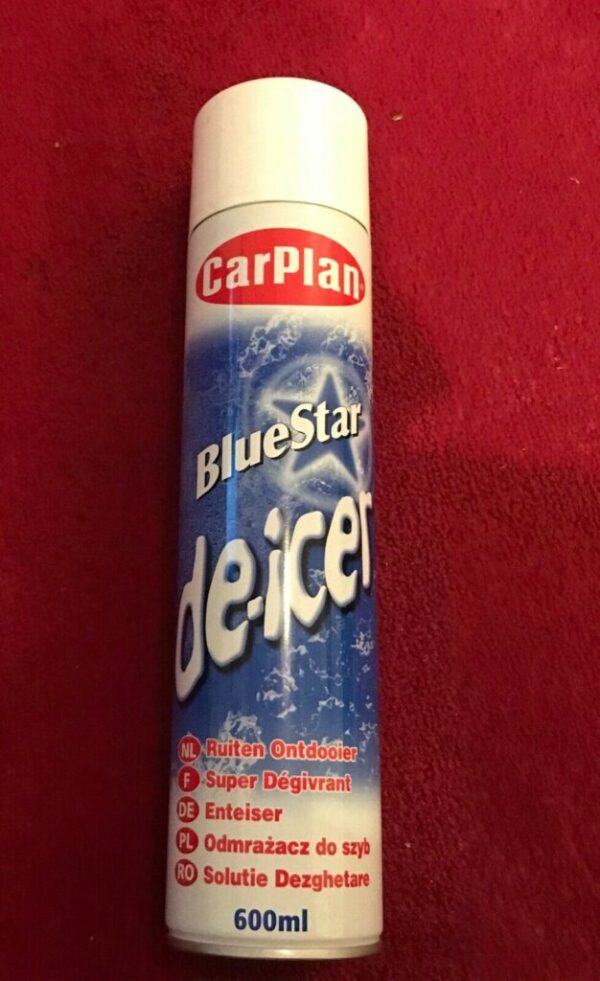 CarPlan
BlueStar
de-icer
NL Ruiten Ontdooier
F Super Dégivrant
DE Enteiser
PL Odmrażacz do szyb
RO Solutie Dezghetare
600ml